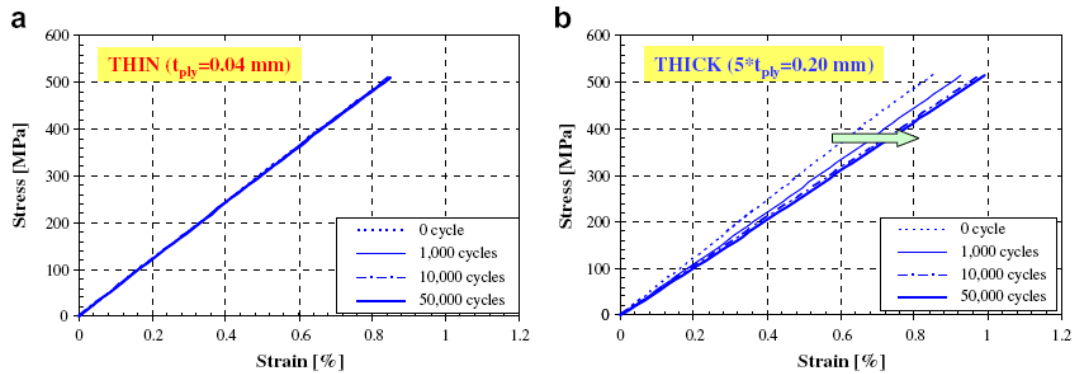 a
600
500
400
300
200
100
0
Stress [MPa]
THIN (t_ply=0.04 mm)
0 cycle
1,000 cycles
10,000 cycles
50,000 cycles
0 0.2 0.4 0.6 0.8 1 1.2
Strain [%]
b
600
500
400
300
200
100
0
Stress [MPa]
THICK (5*t_ply=0.20 mm)
0 cycle
1,000 cycles
10,000 cycles
50,000 cycles
0 0.2 0.4 0.6 0.8 1 1.2
Strain [%]